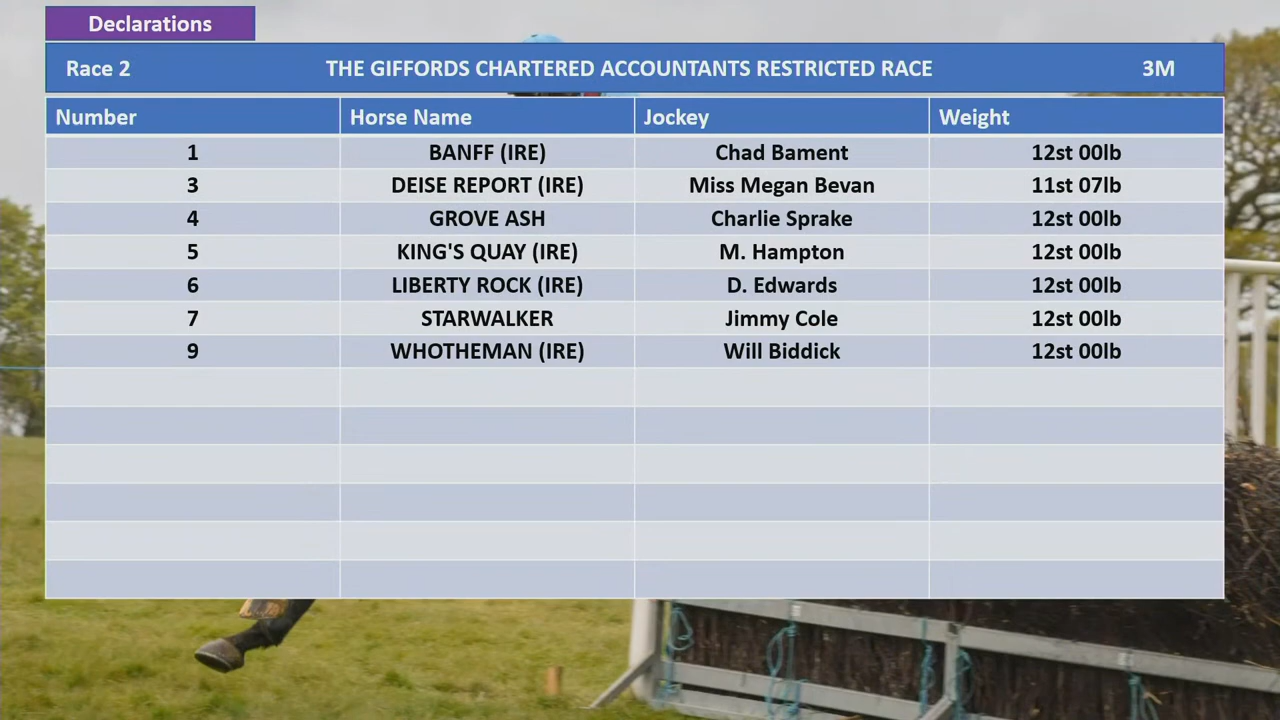 Declarations
Race 2 THE GIFFORDS CHARTERED ACCOUNTANTS RESTRICTED RACE 3M
Number Horse Name Jockey Weight
1 BANFF (IRE) Chad Bament 12st 00lb
3 DEISE REPORT (IRE) Miss Megan Bevan 11st 07lb
4 GROVE ASH Charlie Sprake 12st 00lb
5 KING'S QUAY (IRE) M. Hampton 12st 00lb
6 LIBERTY ROCK (IRE) D. Edwards 12st 00lb
7 STARWALKER Jimmy Cole 12st 00lb
9 WHOTHEMAN (IRE) Will Biddick 12st 00lb